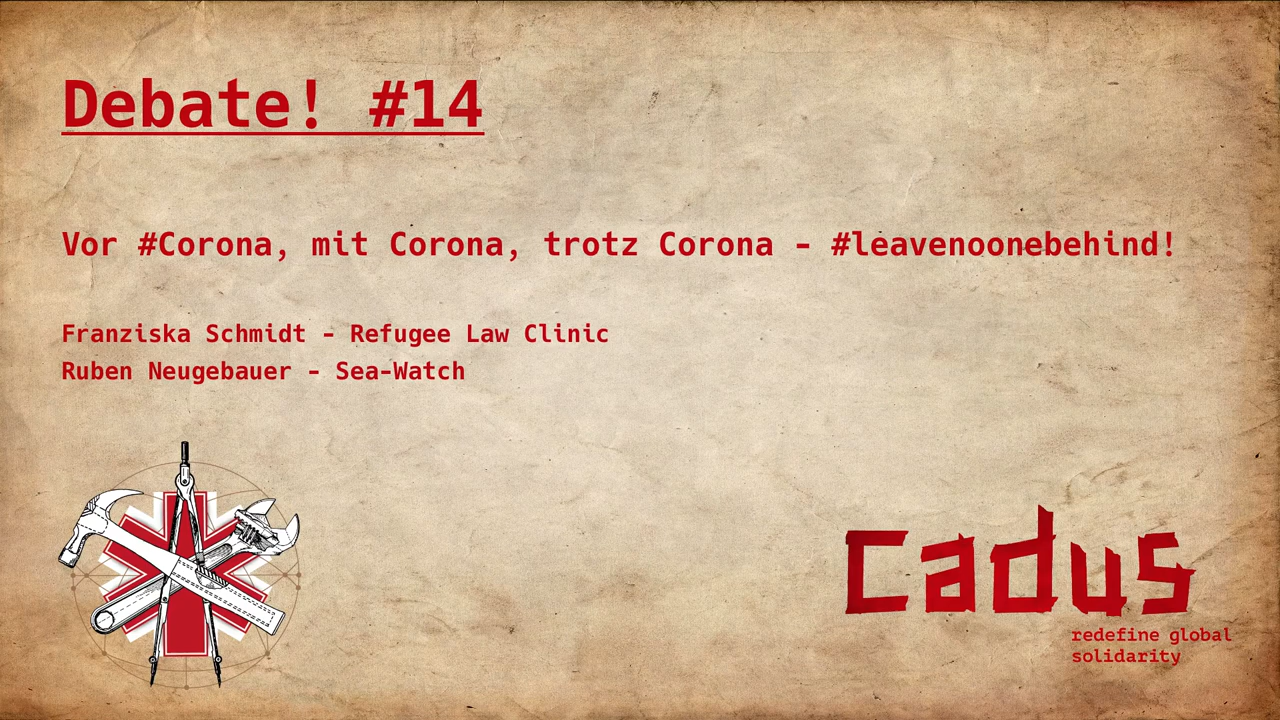 Debate! #14
Vor #Corona, mit Corona, trotz Corona - #leavenoonebehind!
Franziska Schmidt - Refugee Law Clinic
Ruben Neugebauer - Sea-Watch
cadus
redefine global
solidarity